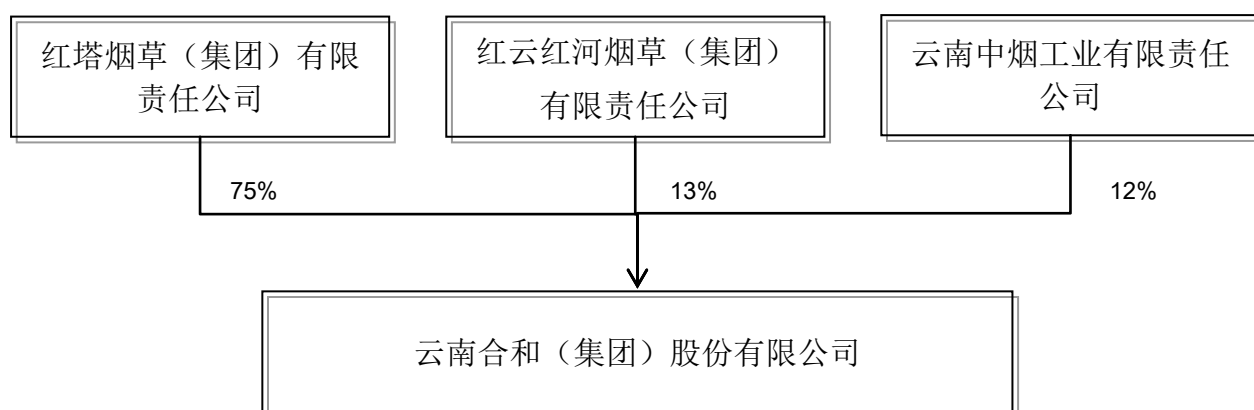 红塔烟草（集团）有限
责任公司
红云红河烟草（集团）
有限责任公司
云南中烟工业有限责任
公司
75%
13%
12%
云南合和（集团）股份有限公司